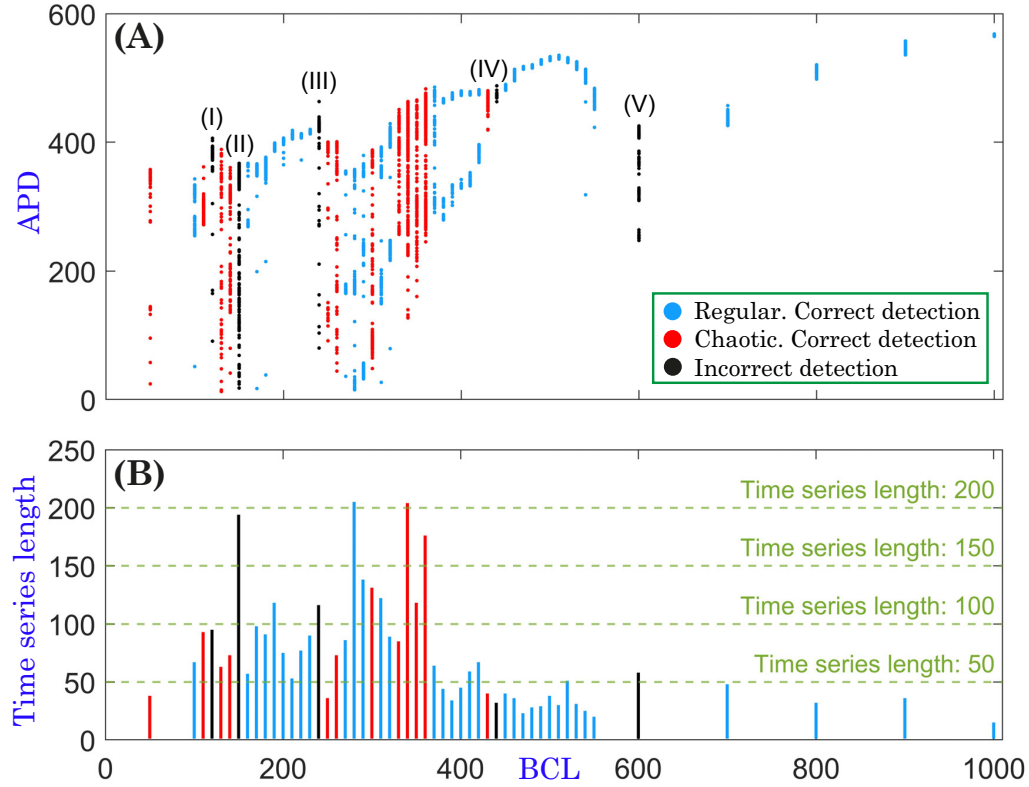 600
(A)
(III)
(IV)
(I)
(V)
(II)
400
APD
200
Regular. Correct detection
Chaotic. Correct detection
Incorrect detection
0
250
(B)
Time series length: 200
200
Time series length: 150
150
Time series length: 100
100
Time series length: 50
50
Time series length
0
0 200 400 600 800 1000
BCL